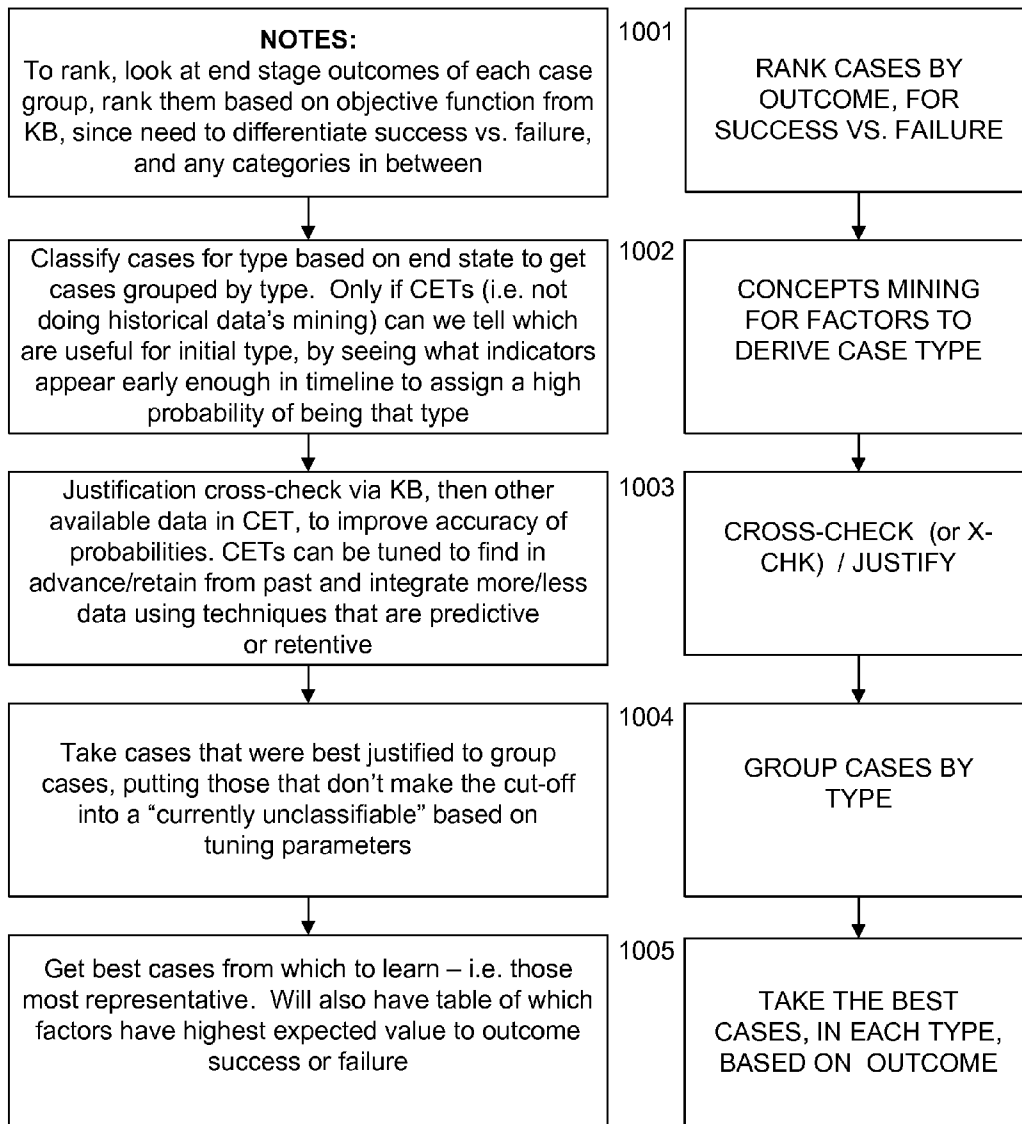 NOTES:
To rank, look at end stage outcomes of each case
group, rank them based on objective function from
KB, since need to differentiate success vs. failure,
and any categories in between
1001
RANK CASES BY
OUTCOME, FOR
SUCCESS VS. FAILURE
Classify cases for type based on end state to get
cases grouped by type.  Only if CETs (i.e. not
doing historical data's mining) can we tell which
are useful for initial type, by seeing what indicators
appear early enough in timeline to assign a high
probability of being that type
1002
CONCEPTS MINING
FOR FACTORS TO
DERIVE CASE TYPE
Justification cross-check via KB, then other
available data in CET, to improve accuracy of
probabilities. CETs can be tuned to find in
advance/retain from past and integrate more/less
data using techniques that are predictive
or retentive
1003
CROSS-CHECK  (or X-
CHK)  / JUSTIFY
Take cases that were best justified to group
cases, putting those that don't make the cut-off
into a "currently unclassifiable" based on
tuning parameters
1004
GROUP CASES BY
TYPE
Get best cases from which to learn – i.e. those
most representative.  Will also have table of which
factors have highest expected value to outcome
success or failure
1005
TAKE THE BEST
CASES, IN EACH TYPE,
BASED ON  OUTCOME